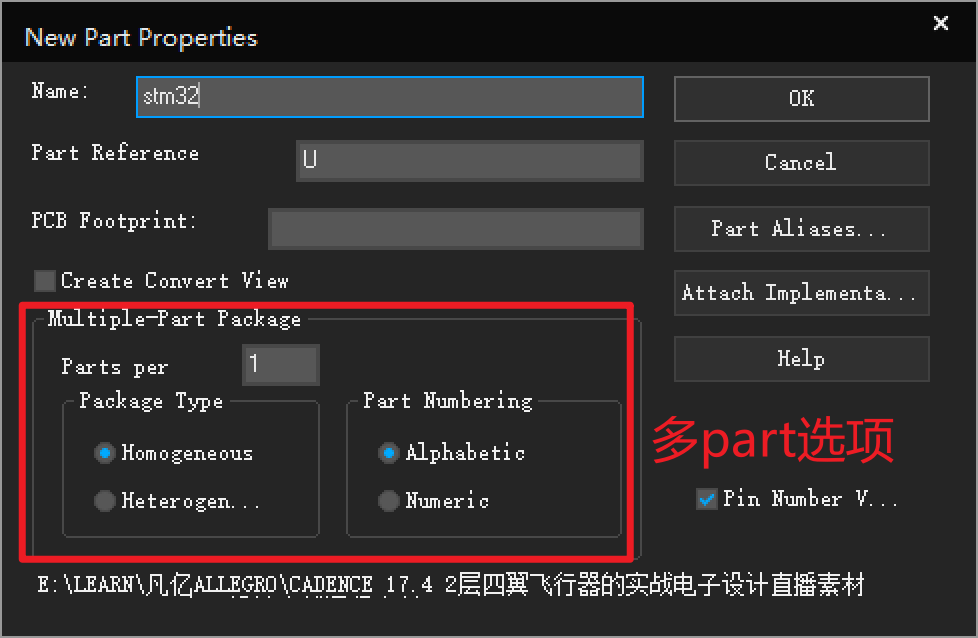 New Part Properties
Name:
stm32
OK
Part Reference
U
Cancel
PCB Footprint:
Part Aliases...
Create Convert View
Attach Implementa...
Multiple-Part Package
Parts per
1
Help
Package Type
Part Numbering
Homogeneous
Alphabetic
多part选项
Heterogen...
Numeric
Pin Number V...
E:\LEARN\凡亿ALLEGRO\CADENCE 17.4 2层四翼飞行器的实战电子设计直播素材